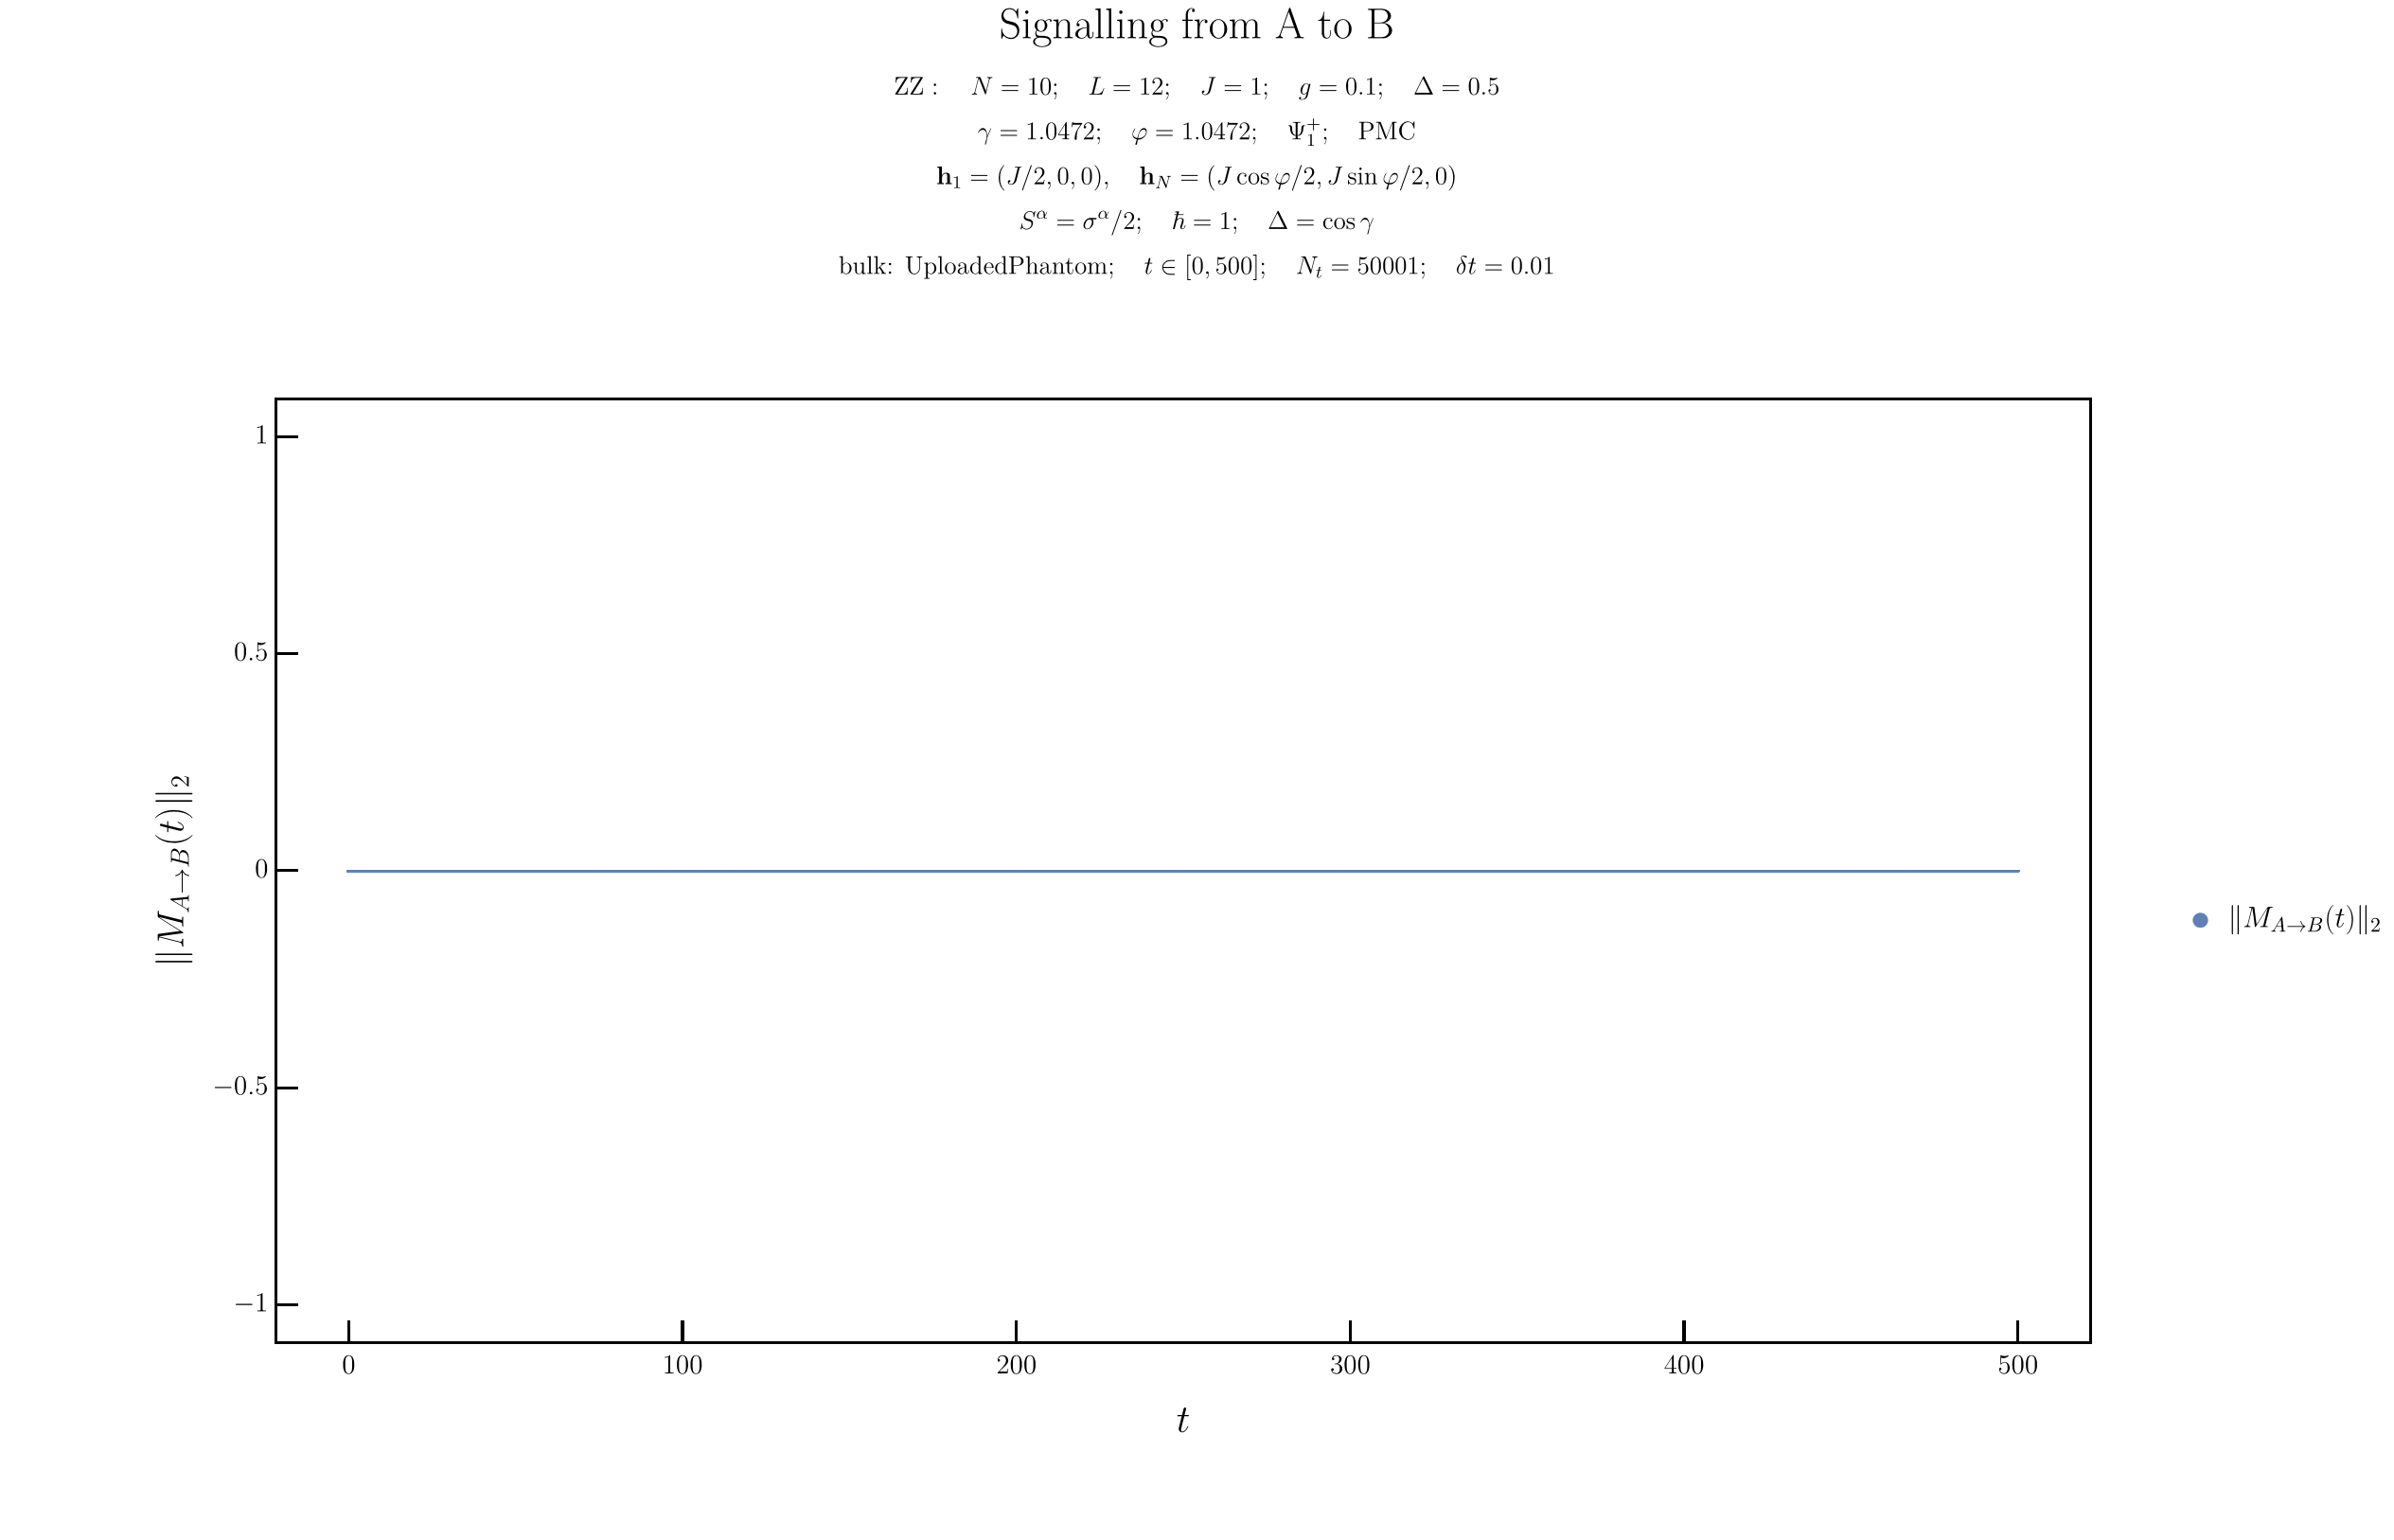 Signalling from A to B
ZZ : N = 10; L = 12; J = 1; g = 0.1; Δ = 0.5
γ = 1.0472; φ = 1.0472; Ψ₁⁺; PMC
h₁ = (J/2, 0, 0), h_N = (J cos φ/2, J sin φ/2, 0)
S^α = σ^α/2; ℏ = 1; Δ = cos γ
bulk: UploadedPhantom; t ∈ [0, 500]; N_t = 50001; δt = 0.01
1
0.5
0
−0.5
−1
‖M_{A→B}(t)‖₂
0 100 200 300 400 500
t
‖M_{A→B}(t)‖₂